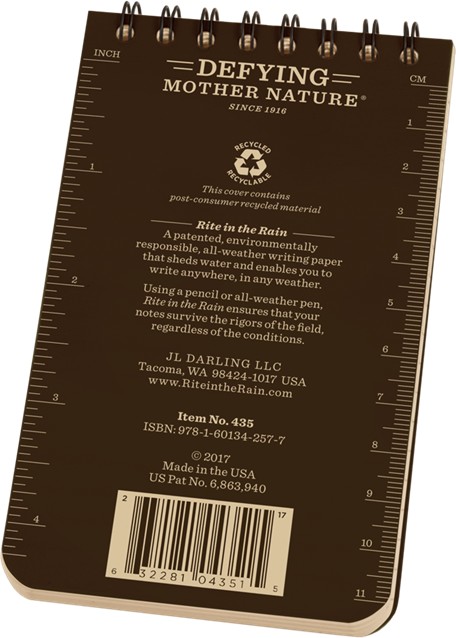 INCH
CM
DEFYING
MOTHER NATURE®
SINCE 1916
RECYCLED
RECYCLABLE
This cover contains
post-consumer recycled material
Rite in the Rain
A patented, environmentally
responsible, all-weather writing paper
that sheds water and enables you to
write anywhere, in any weather.
Using a pencil or all-weather pen,
Rite in the Rain ensures that your
notes survive the rigors of the field,
regardless of the conditions.
JL DARLING LLC
Tacoma, WA 98424-1017 USA
www.RiteintheRain.com
Item No. 435
ISBN: 978-1-60134-257-7
© 2017
Made in the USA
US Pat No. 6,863,940
2 17
6 32281 04351 5
1
2
3
4
1
2
3
4
5
6
7
8
9
10
11